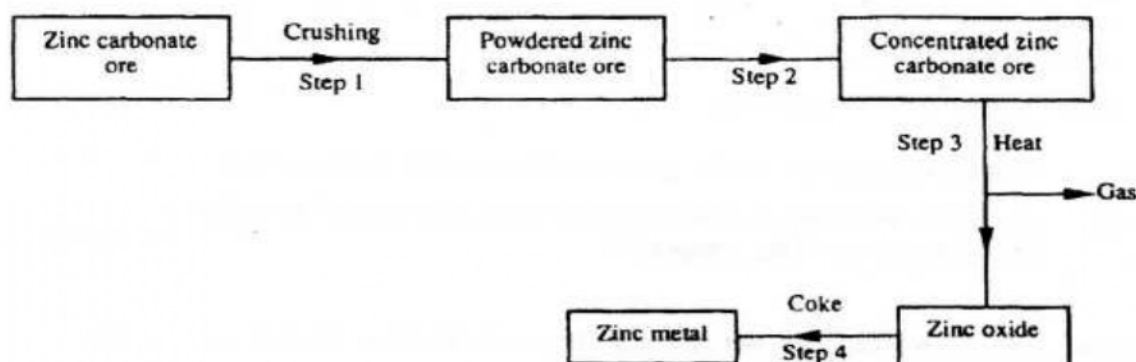 Zinc carbonate
ore
Crushing
Step 1
Powdered zinc
carbonate ore
Step 2
Concentrated zinc
carbonate ore
Step 3
Heat
Gas
Zinc oxide
Coke
Step 4
Zinc metal